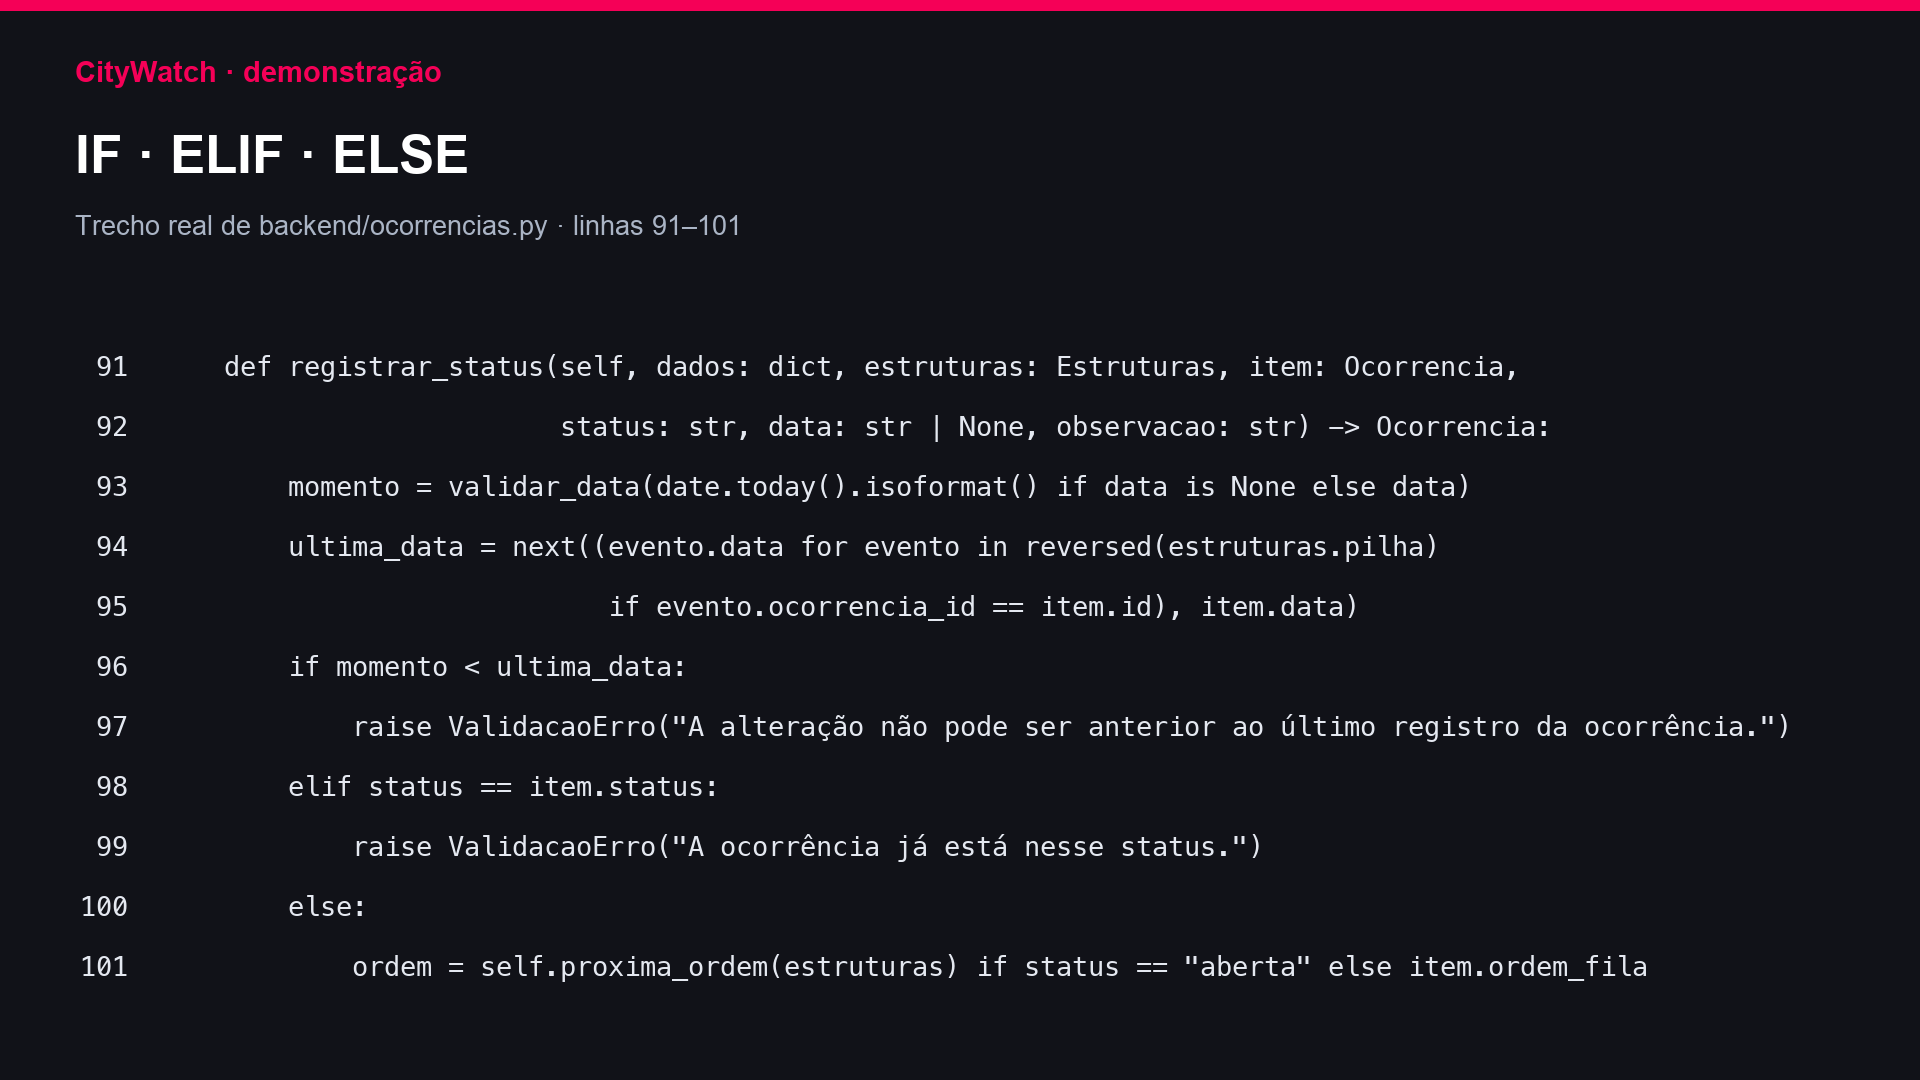 CityWatch · demonstração
IF · ELIF · ELSE
Trecho real de backend/ocorrencias.py · linhas 91–101
91      def registrar_status(self, dados: dict, estruturas: Estruturas, item: Ocorrencia,
92                           status: str, data: str | None, observacao: str) -> Ocorrencia:
93          momento = validar_data(date.today().isoformat() if data is None else data)
94          ultima_data = next((evento.data for evento in reversed(estruturas.pilha)
95                              if evento.ocorrencia_id == item.id), item.data)
96          if momento < ultima_data:
97              raise ValidacaoErro("A alteração não pode ser anterior ao último registro da ocorrência.")
98          elif status == item.status:
99              raise ValidacaoErro("A ocorrência já está nesse status.")
100          else:
101              ordem = self.proxima_ordem(estruturas) if status == "aberta" else item.ordem_fila